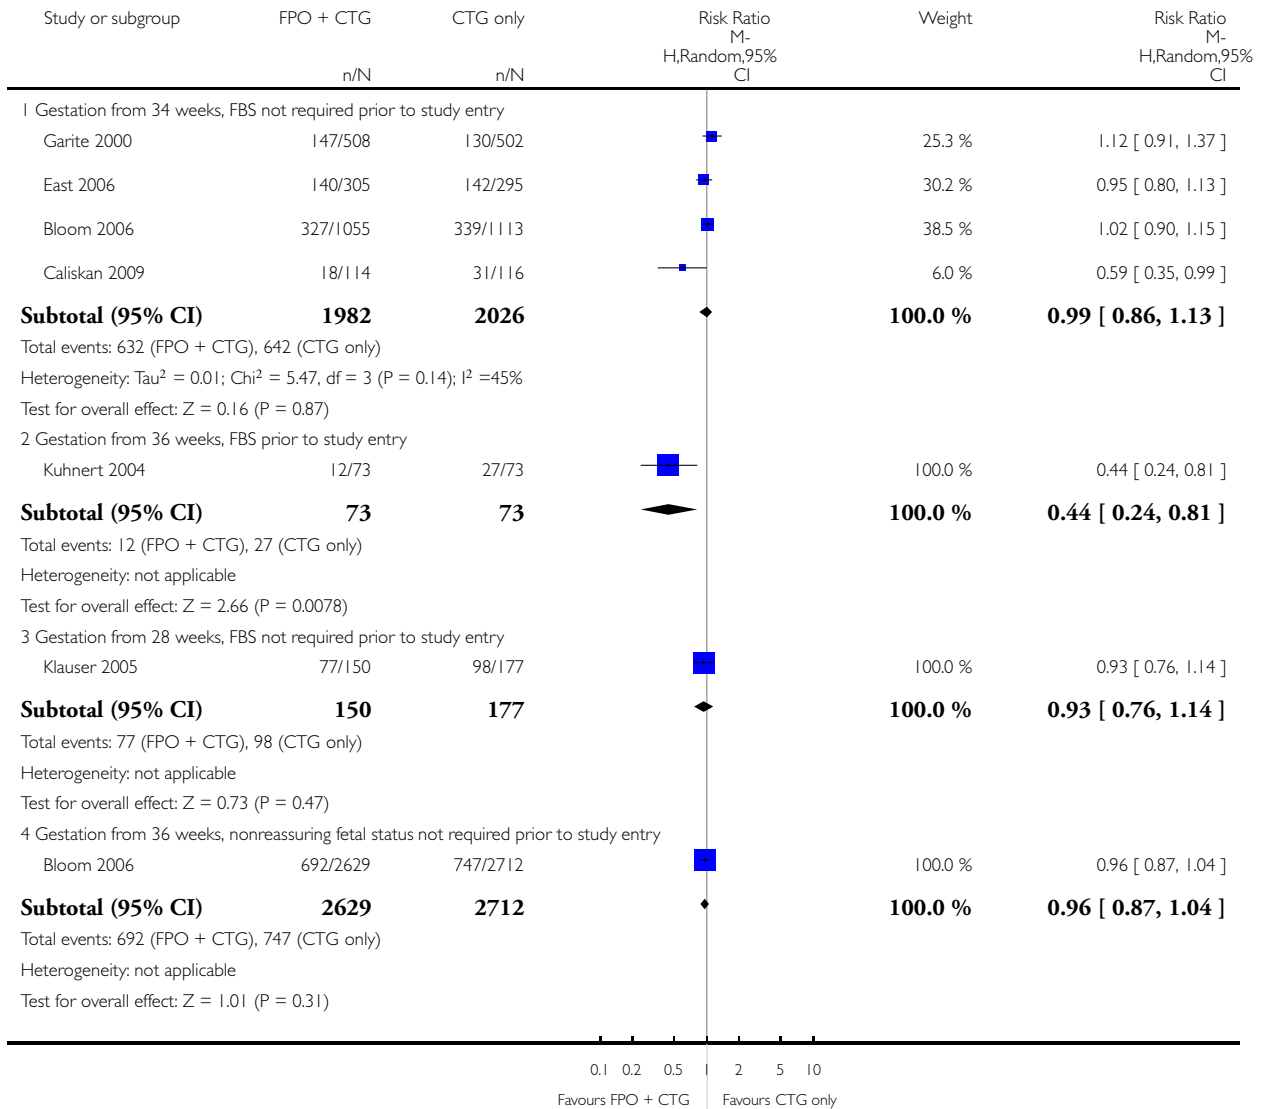 Study or subgroup FPO + CTG CTG only Risk Ratio Weight Risk Ratio
M- M-
H,Random,95% H,Random,95%
n/N n/N CI CI
1 Gestation from 34 weeks, FBS not required prior to study entry
Garite 2000 147/508 130/502 25.3 % 1.12 [ 0.91, 1.37 ]
East 2006 140/305 142/295 30.2 % 0.95 [ 0.80, 1.13 ]
Bloom 2006 327/1055 339/1113 38.5 % 1.02 [ 0.90, 1.15 ]
Caliskan 2009 18/114 31/116 6.0 % 0.59 [ 0.35, 0.99 ]
Subtotal (95% CI) 1982 2026 100.0 % 0.99 [ 0.86, 1.13 ]
Total events: 632 (FPO + CTG), 642 (CTG only)
Heterogeneity: Tau² = 0.01; Chi² = 5.47, df = 3 (P = 0.14); I² =45%
Test for overall effect: Z = 0.16 (P = 0.87)
2 Gestation from 36 weeks, FBS prior to study entry
Kuhnert 2004 12/73 27/73 100.0 % 0.44 [ 0.24, 0.81 ]
Subtotal (95% CI) 73 73 100.0 % 0.44 [ 0.24, 0.81 ]
Total events: 12 (FPO + CTG), 27 (CTG only)
Heterogeneity: not applicable
Test for overall effect: Z = 2.66 (P = 0.0078)
3 Gestation from 28 weeks, FBS not required prior to study entry
Klauser 2005 77/150 98/177 100.0 % 0.93 [ 0.76, 1.14 ]
Subtotal (95% CI) 150 177 100.0 % 0.93 [ 0.76, 1.14 ]
Total events: 77 (FPO + CTG), 98 (CTG only)
Heterogeneity: not applicable
Test for overall effect: Z = 0.73 (P = 0.47)
4 Gestation from 36 weeks, nonreassuring fetal status not required prior to study entry
Bloom 2006 692/2629 747/2712 100.0 % 0.96 [ 0.87, 1.04 ]
Subtotal (95% CI) 2629 2712 100.0 % 0.96 [ 0.87, 1.04 ]
Total events: 692 (FPO + CTG), 747 (CTG only)
Heterogeneity: not applicable
Test for overall effect: Z = 1.01 (P = 0.31)
0.1 0.2 0.5 1 2 5 10
Favours FPO + CTG Favours CTG only